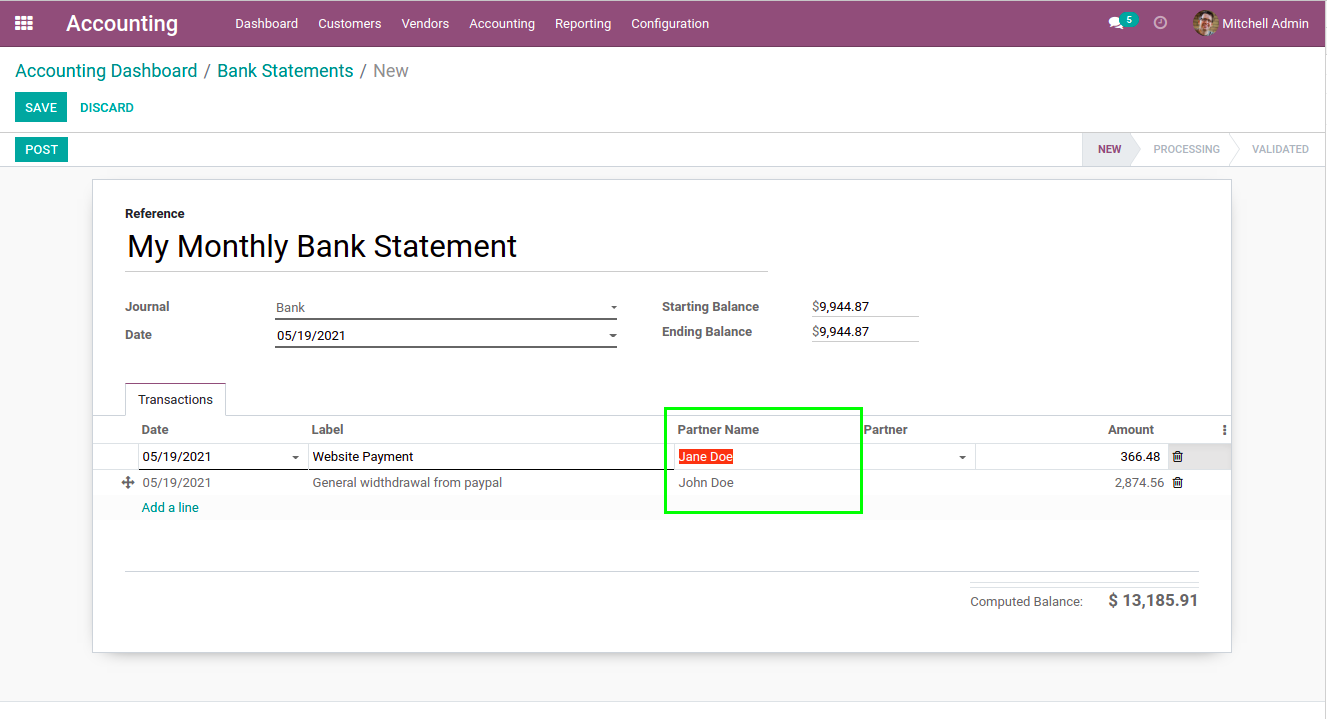 Accounting Dashboard Customers Vendors Accounting Reporting Configuration 5 Mitchell Admin
Accounting Dashboard / Bank Statements / New
SAVE DISCARD
POST NEW PROCESSING VALIDATED
Reference
My Monthly Bank Statement
Journal Bank Starting Balance $9,944.87
Date 05/19/2021 Ending Balance $9,944.87
Transactions
Date Label Partner Name Partner Amount
05/19/2021 Website Payment Jane Doe 366.48
05/19/2021 General widthdrawal from paypal John Doe 2,874.56
Add a line
Computed Balance: $ 13,185.91